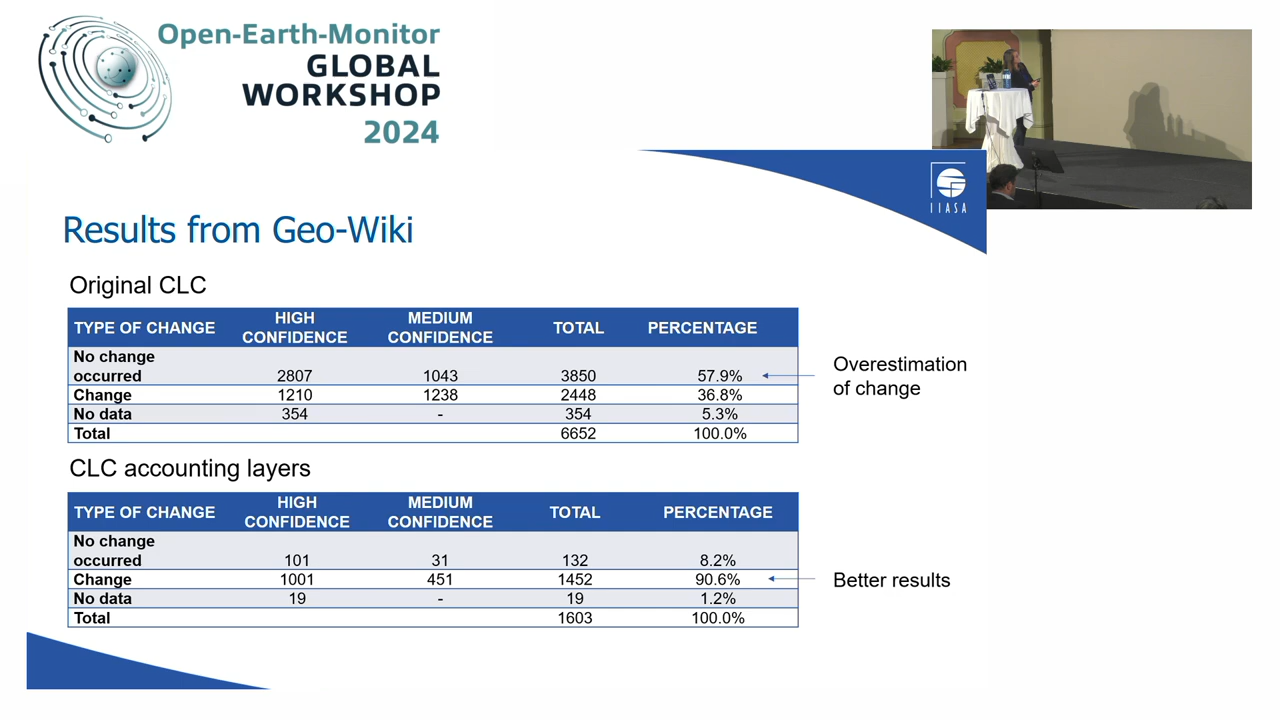 Open-Earth-Monitor
GLOBAL
WORKSHOP
2024
IIASA
Results from Geo-Wiki
Original CLC
TYPE OF CHANGE HIGH CONFIDENCE MEDIUM CONFIDENCE TOTAL PERCENTAGE
No change occurred 2807 1043 3850 57.9%
Change 1210 1238 2448 36.8%
No data 354 - 354 5.3%
Total 6652 100.0%
Overestimation
of change
CLC accounting layers
TYPE OF CHANGE HIGH CONFIDENCE MEDIUM CONFIDENCE TOTAL PERCENTAGE
No change occurred 101 31 132 8.2%
Change 1001 451 1452 90.6%
No data 19 - 19 1.2%
Total 1603 100.0%
Better results